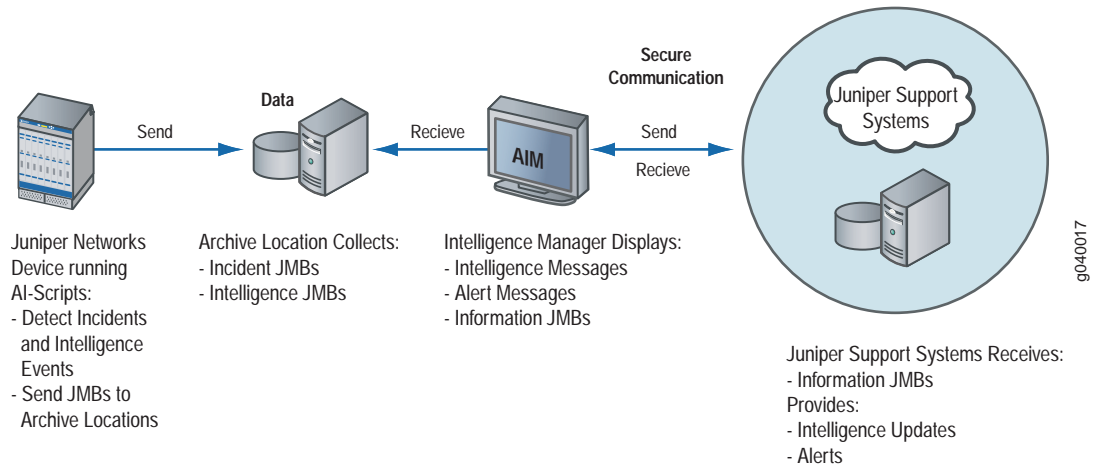 Secure
Communication
Data
Send
Recieve
Send
Recieve
AIM
Juniper Support
Systems
Juniper Networks
Device running
AI-Scripts:
- Detect Incidents
and Intelligence
Events
- Send JMBs to
Archive Locations
Archive Location Collects:
- Incident JMBs
- Intelligence JMBs
Intelligence Manager Displays:
- Intelligence Messages
- Alert Messages
- Information JMBs
Juniper Support Systems Receives:
- Information JMBs
Provides:
- Intelligence Updates
- Alerts
g040017